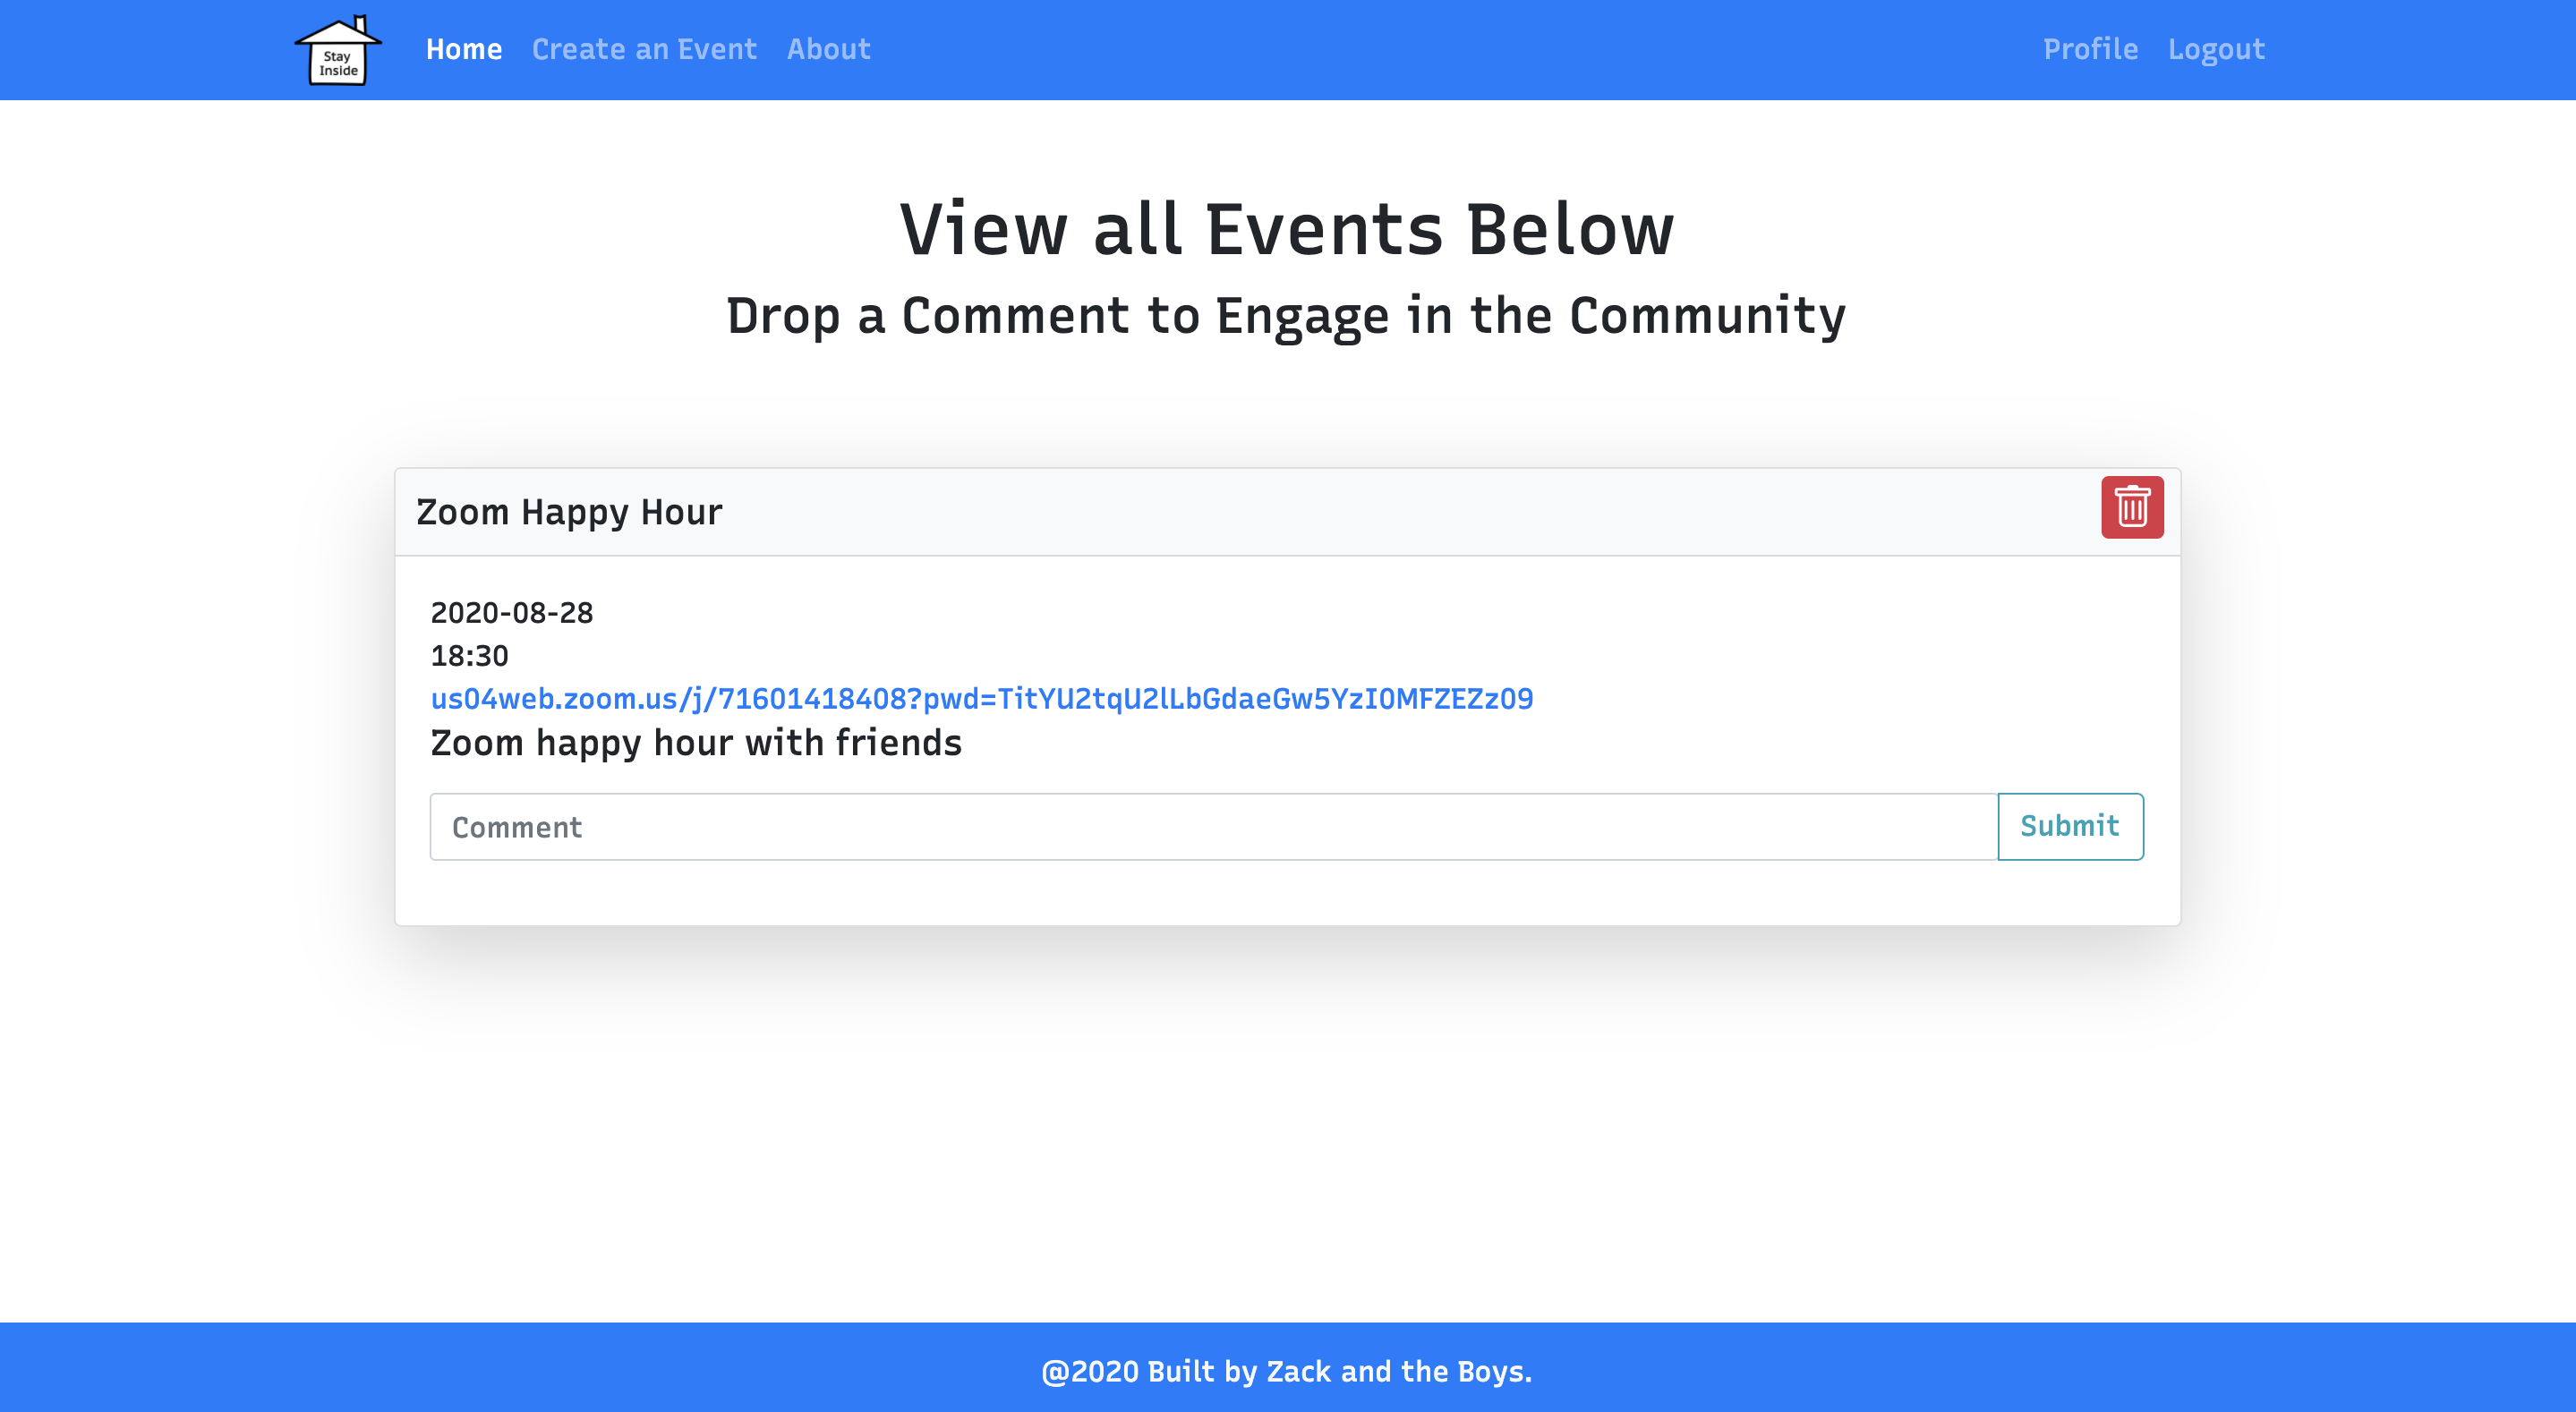 Stay
Inside
Home Create an Event About Profile Logout
View all Events Below
Drop a Comment to Engage in the Community
Zoom Happy Hour
2020-08-28
18:30
us04web.zoom.us/j/71601418408?pwd=TitYU2tqU2lLbGdaeGw5YzI0MFZEZz09
Zoom happy hour with friends
Comment Submit
@2020 Built by Zack and the Boys.